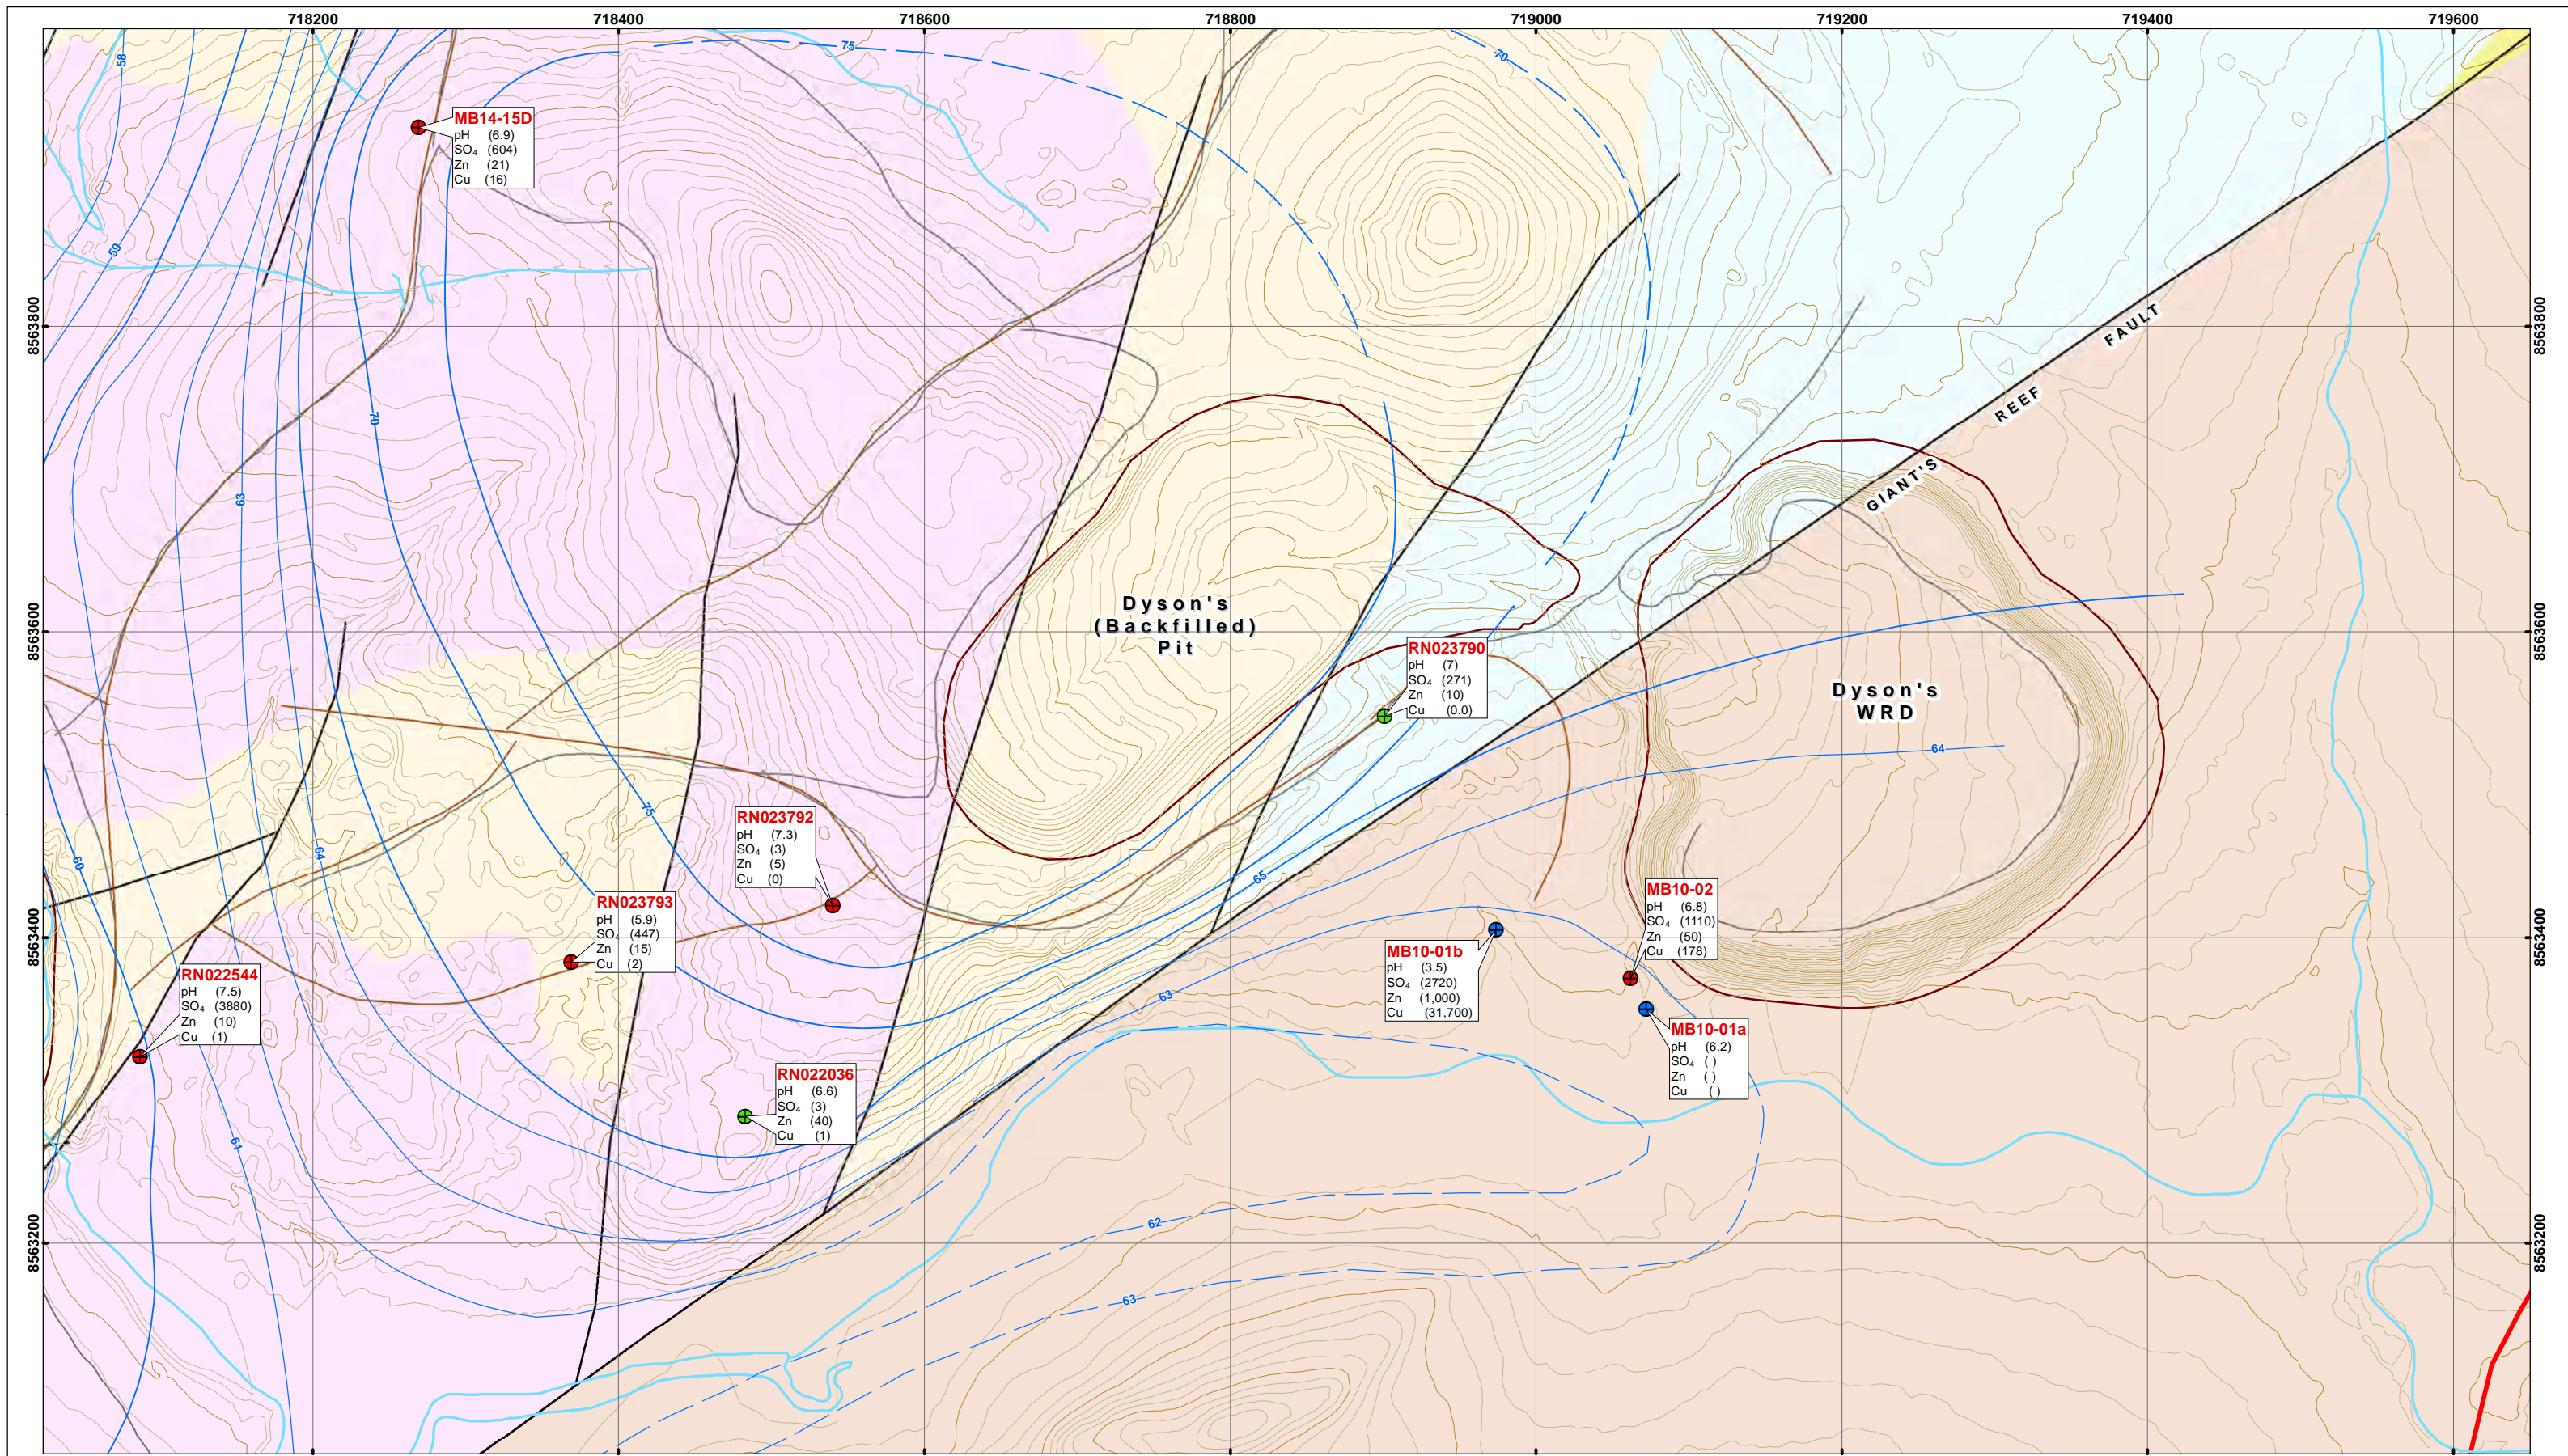 718200 718400 718600 718800 719000 719200 719400 719600
58
75
-70
MB14-15D
pH (6.9)
SO₄ (604)
Zn (21)
Cu (16)
59
8563800
8563800
FAULT
REEF
GIANT'S
70
63
Dyson's
(Backfilled)
Pit
8563600
8563600
RN023790
pH (7)
SO₄ (271)
Zn (10)
Cu (0.0)
Dyson's
WRD
64
75
RN023792
pH (7.3)
SO₄ (3)
Zn (5)
Cu (0)
60
64
65
RN023793
pH (5.9)
SO₄ (447)
Zn (15)
Cu (2)
MB10-02
pH (6.8)
SO₄ (1110)
Zn (50)
Cu (178)
8563400
8563400
MB10-01b
pH (3.5)
SO₄ (2720)
Zn (1,000)
Cu (31,700)
RN022544
pH (7.5)
SO₄ (3880)
Zn (10)
Cu (1)
63
MB10-01a
pH (6.2)
SO₄ ( )
Zn ( )
Cu ( )
RN022036
pH (6.6)
SO₄ (3)
Zn (40)
Cu (1)
61
62
8563200
8563200
63